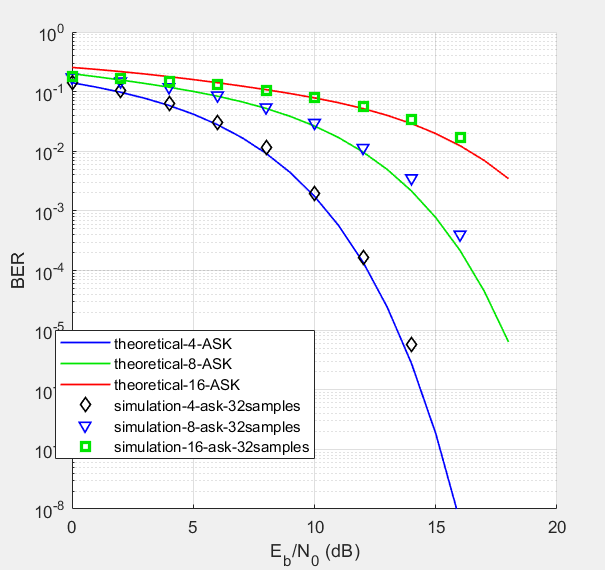 10^0
10^-1
10^-2
10^-3
10^-4
10^-5
10^-8
BER
theoretical-4-ASK
theoretical-8-ASK
theoretical-16-ASK
simulation-4-ask-32samples
simulation-8-ask-32samples
simulation-16-ask-32samples
0 5 10 15 20
E_b/N_0 (dB)